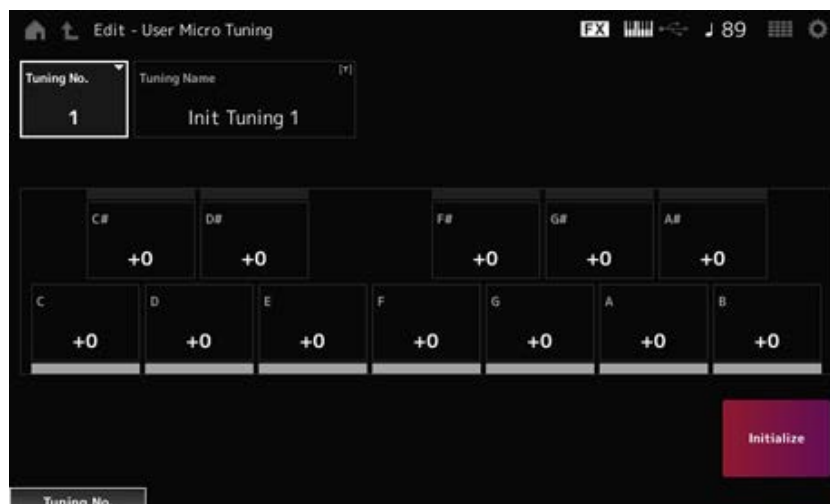 Edit - User Micro Tuning FX 89
Tuning No. Tuning Name [T]
1 Init Tuning 1
C# D# F# G# A#
+0 +0 +0 +0 +0
C D E F G A B
+0 +0 +0 +0 +0 +0 +0
Initialize
Tuning No.